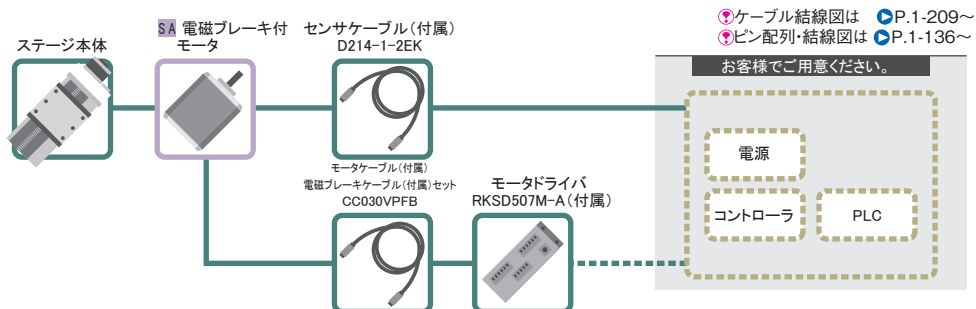 ケーブル結線図は P.1-209～
ピン配列・結線図は P.1-136～
ステージ本体
SA 電磁ブレーキ付
モータ
センサケーブル（付属）
D214-1-2EK
お客様でご用意ください。
電源
コントローラ
PLC
モータケーブル（付属）
電磁ブレーキケーブル（付属）セット
CC030VPFB
モータドライバ
RKSD507M-A（付属）